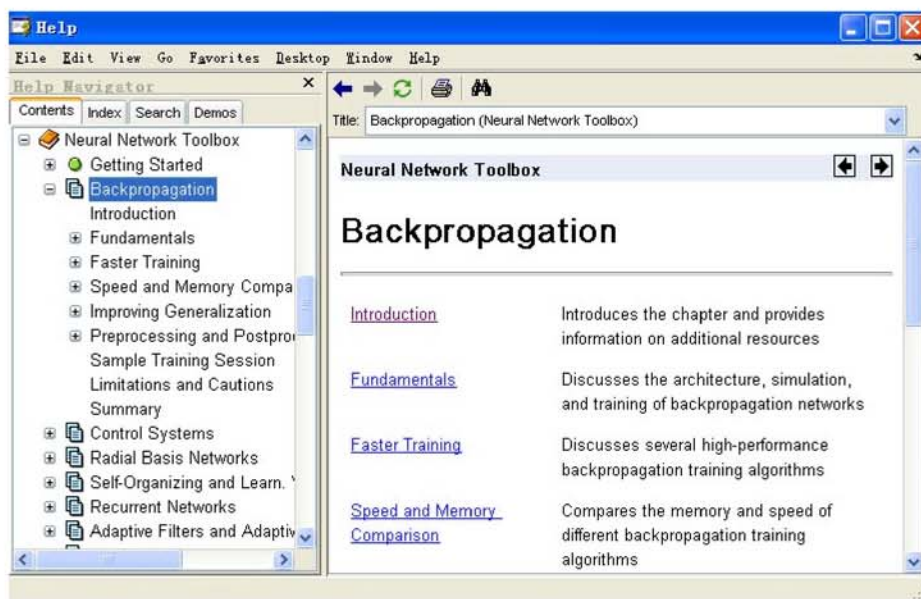 Help
File Edit View Go Favorites Desktop Window Help
Help Navigator
Contents Index Search Demos
Neural Network Toolbox
Getting Started
Backpropagation
Introduction
Fundamentals
Faster Training
Speed and Memory Compa
Improving Generalization
Preprocessing and Postpro
Sample Training Session
Limitations and Cautions
Summary
Control Systems
Radial Basis Networks
Self-Organizing and Learn.
Recurrent Networks
Adaptive Filters and Adaptiv
Title: Backpropagation (Neural Network Toolbox)
Neural Network Toolbox
Backpropagation
Introduction
Introduces the chapter and provides
information on additional resources
Fundamentals
Discusses the architecture, simulation,
and training of backpropagation networks
Faster Training
Discusses several high-performance
backpropagation training algorithms
Speed and Memory
Comparison
Compares the memory and speed of
different backpropagation training
algorithms